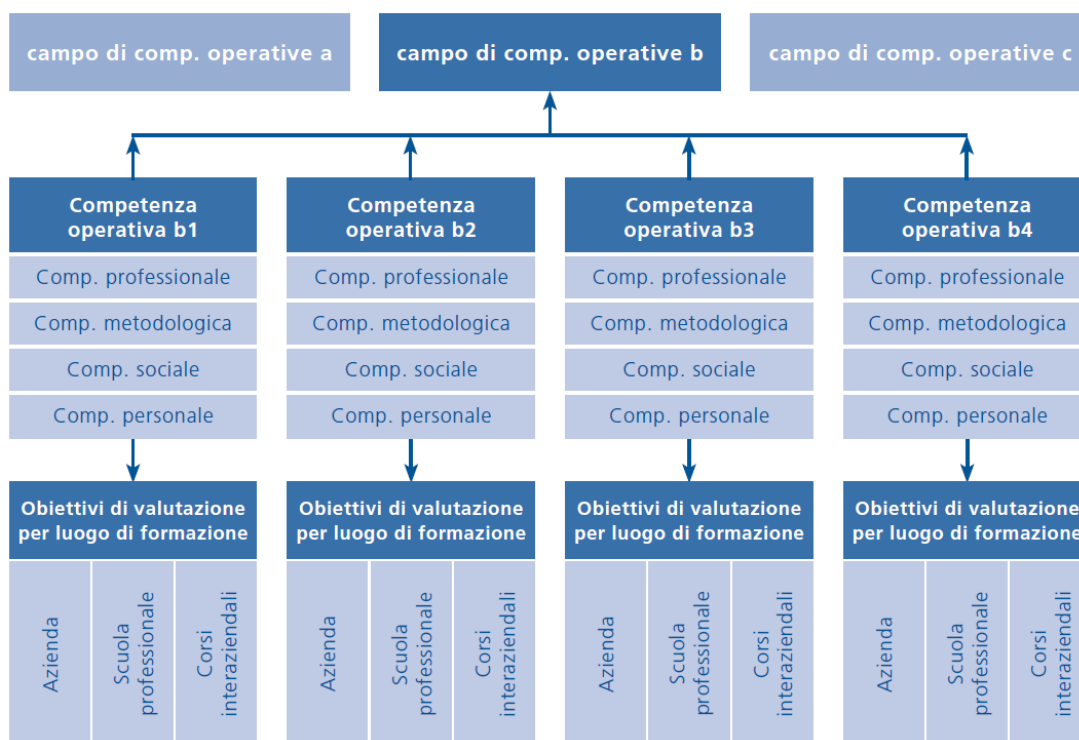 campo di comp. operative a
campo di comp. operative b
campo di comp. operative c
Competenza
operativa b1
Comp. professionale
Comp. metodologica
Comp. sociale
Comp. personale
Obiettivi di valutazione
per luogo di formazione
Azienda
Scuola
professionale
Corsi
interaziendali
Competenza
operativa b2
Comp. professionale
Comp. metodologica
Comp. sociale
Comp. personale
Obiettivi di valutazione
per luogo di formazione
Azienda
Scuola
professionale
Corsi
interaziendali
Competenza
operativa b3
Comp. professionale
Comp. metodologica
Comp. sociale
Comp. personale
Obiettivi di valutazione
per luogo di formazione
Azienda
Scuola
professionale
Corsi
interaziendali
Competenza
operativa b4
Comp. professionale
Comp. metodologica
Comp. sociale
Comp. personale
Obiettivi di valutazione
per luogo di formazione
Azienda
Scuola
professionale
Corsi
interaziendali